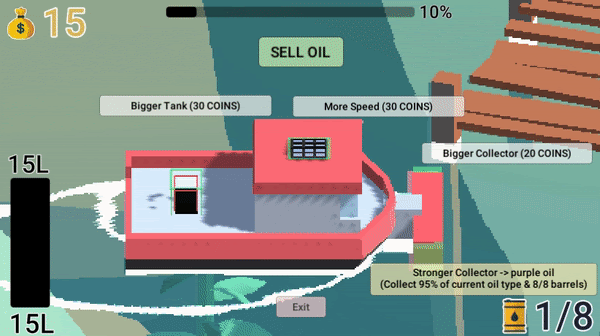 15
10%
SELL OIL
Bigger Tank (30 COINS)
More Speed (30 COINS)
Bigger Collector (20 COINS)
15L
15L
Stronger Collector -> purple oil
(Collect 95% of current oil type & 8/8 barrels)
Exit
1/8